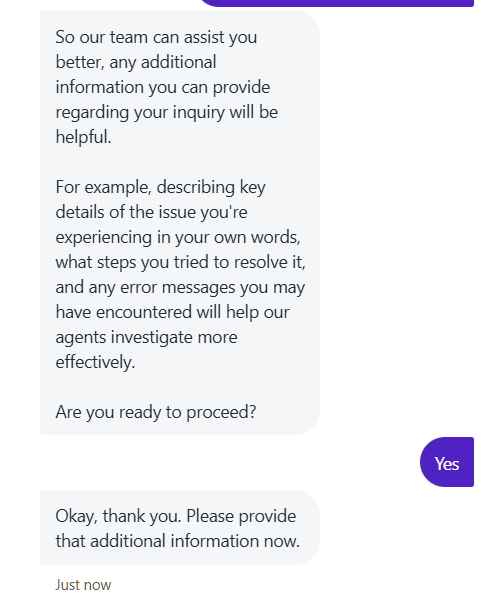 So our team can assist you
better, any additional
information you can provide
regarding your inquiry will be
helpful.
For example, describing key
details of the issue you're
experiencing in your own words,
what steps you tried to resolve it,
and any error messages you may
have encountered will help our
agents investigate more
effectively.
Are you ready to proceed?
Yes
Okay, thank you. Please provide
that additional information now.
Just now